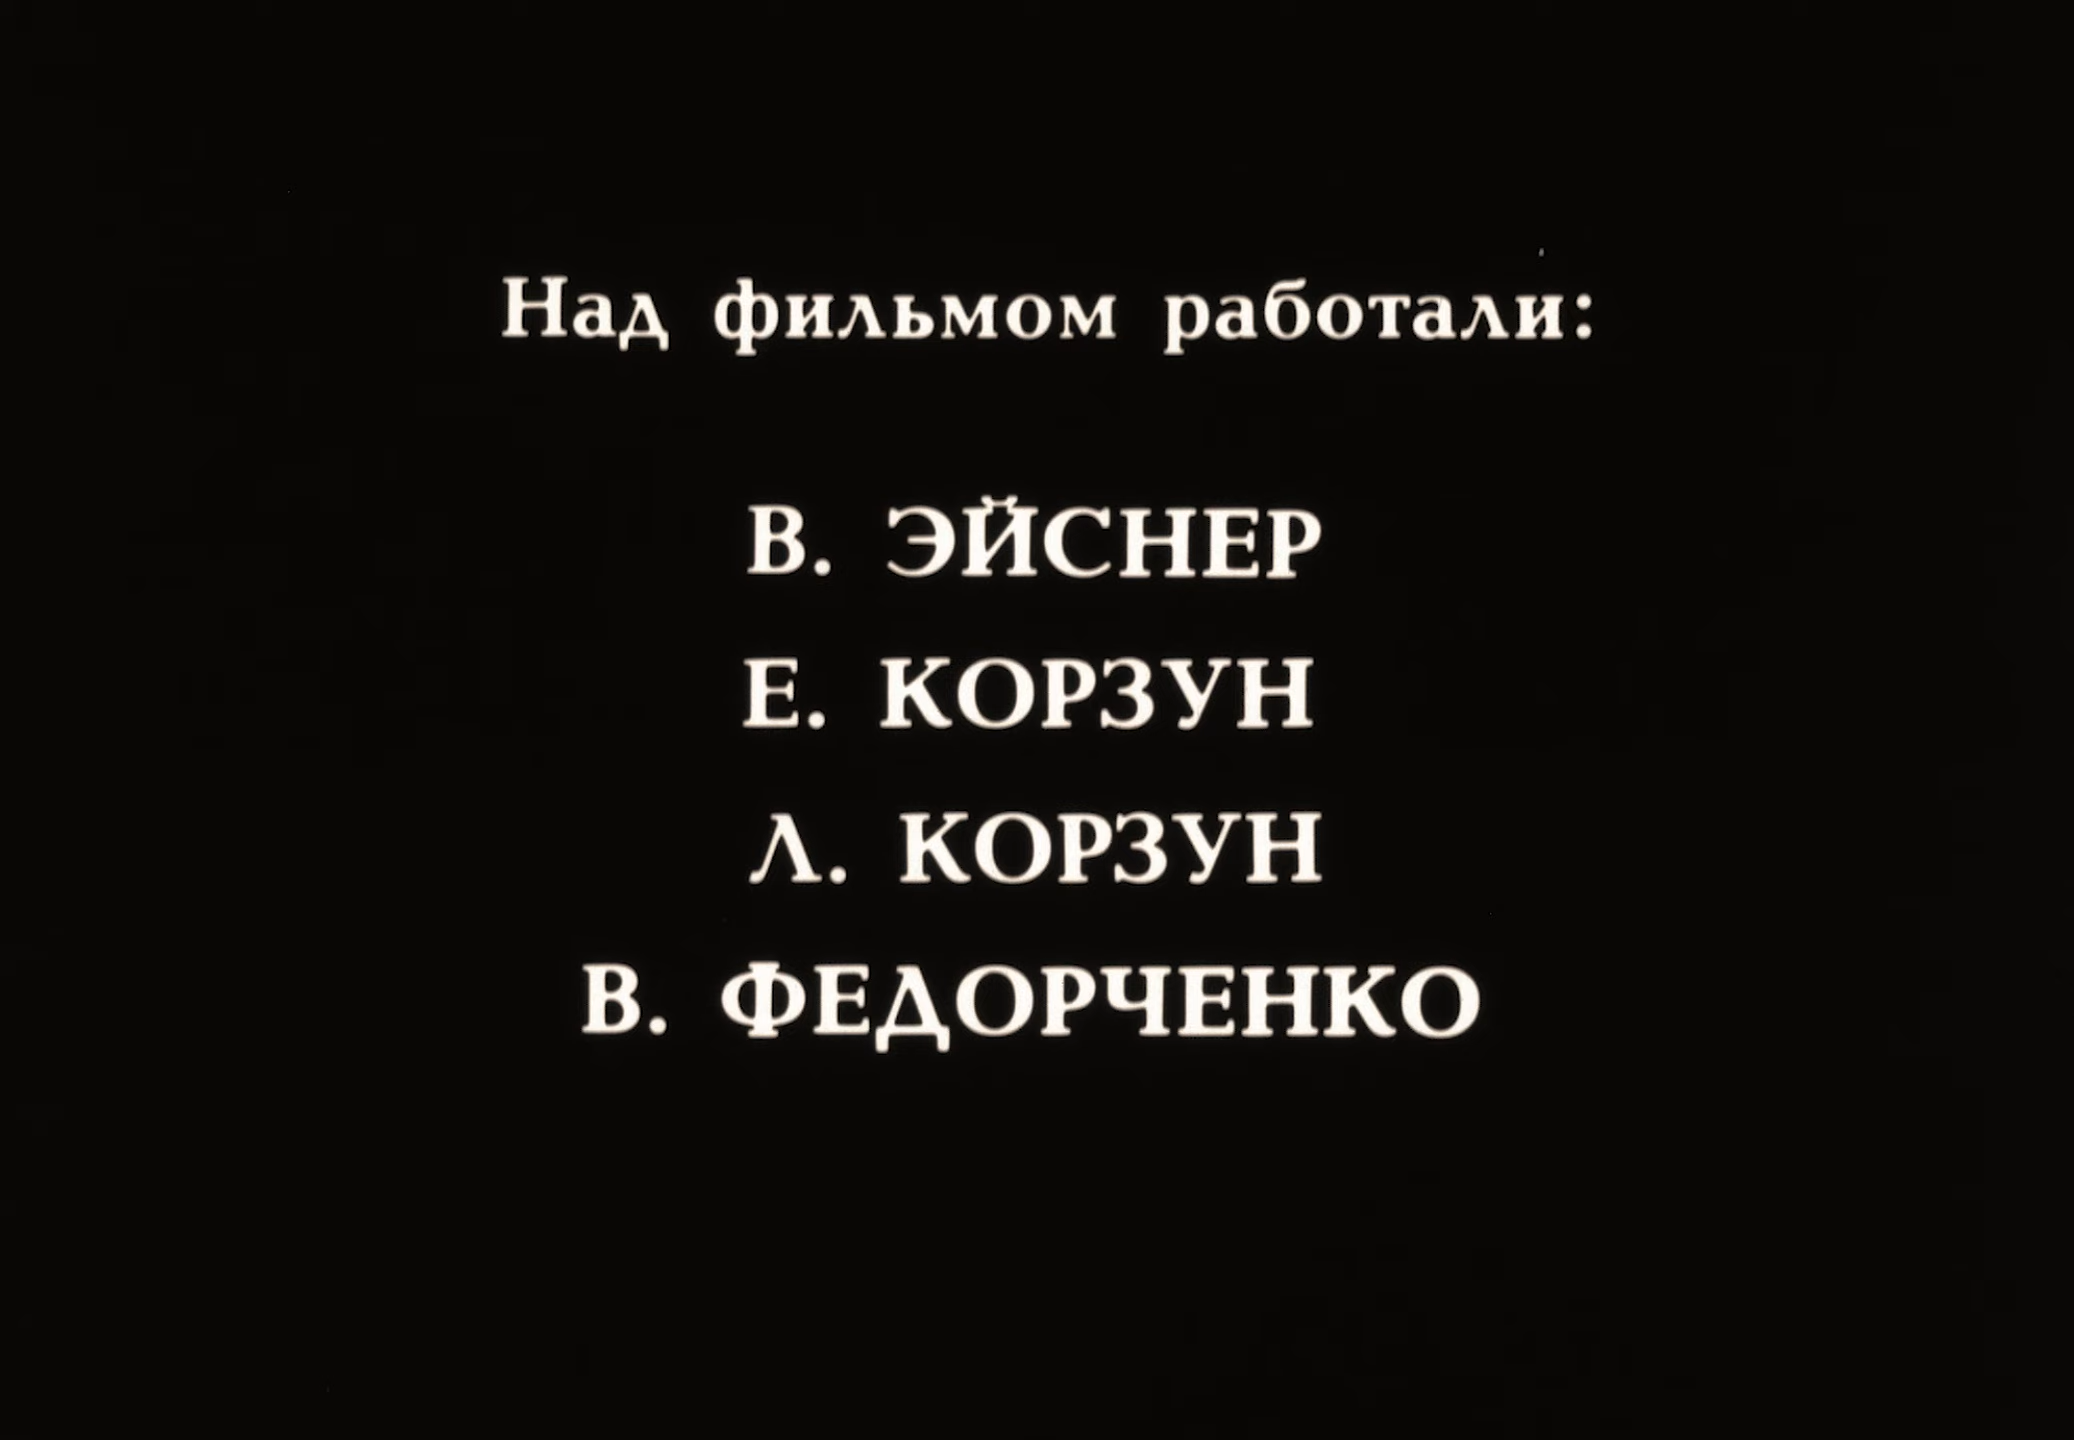 Над фильмом работали:
В. ЭЙСНЕР
Е. КОРЗУН
Л. КОРЗУН
В. ФЕДОРЧЕНКО